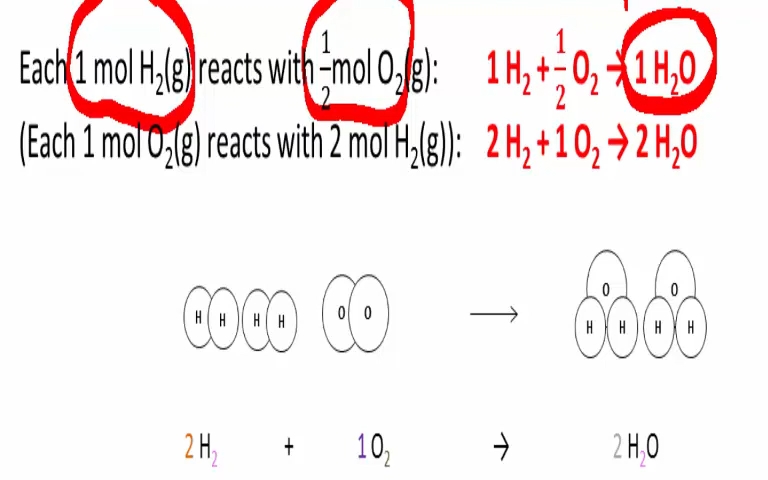 Each 1 mol H₂(g) reacts with ½ mol O₂(g): 1 H₂ + ½ O₂ → 1 H₂O
(Each 1 mol O₂(g) reacts with 2 mol H₂(g)): 2 H₂ + 1 O₂ → 2 H₂O
O O
H H H H O O → H H H H
2 H₂ + 1 O₂ → 2 H₂O